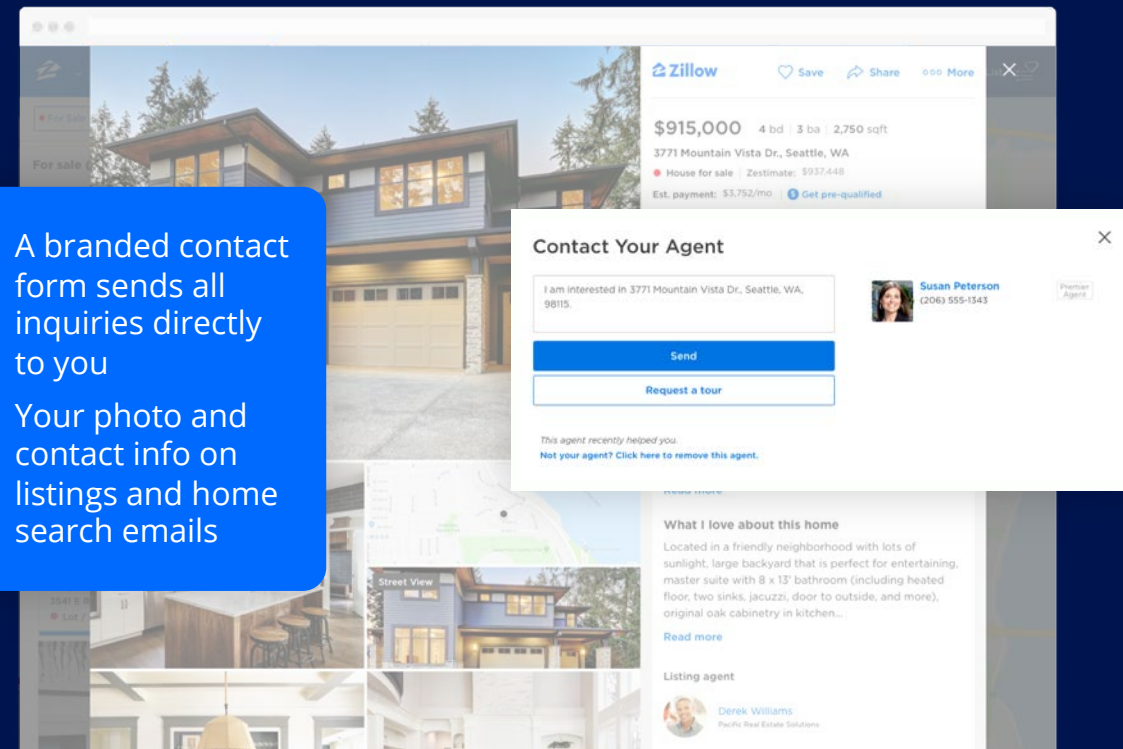 Zillow
Save
Share
More
$915,000 4 bd | 3 ba | 2,750 sqft
3771 Mountain Vista Dr., Seattle, WA
House for sale | Zestimate: $937,448
Est. payment: $3,752/mo | $ Get pre-qualified
For Sale
For sale
A branded contact
form sends all
inquiries directly
to you
Your photo and
contact info on
listings and home
search emails
Contact Your Agent
I am interested in 3771 Mountain Vista Dr., Seattle, WA,
98115.
Send
Request a tour
This agent recently helped you.
Not your agent? Click here to remove this agent.
Susan Peterson
(206) 555-1343
Premier
Agent
Read more
What I love about this home
Located in a friendly neighborhood with lots of
sunlight, large backyard that is perfect for entertaining,
master suite with 8 x 13' bathroom (including heated
floor, two sinks, jacuzzi, door to outside, and more),
original oak cabinetry in kitchen...
Read more
Street View
Listing agent
Derek Williams
Pacific Real Estate Solutions